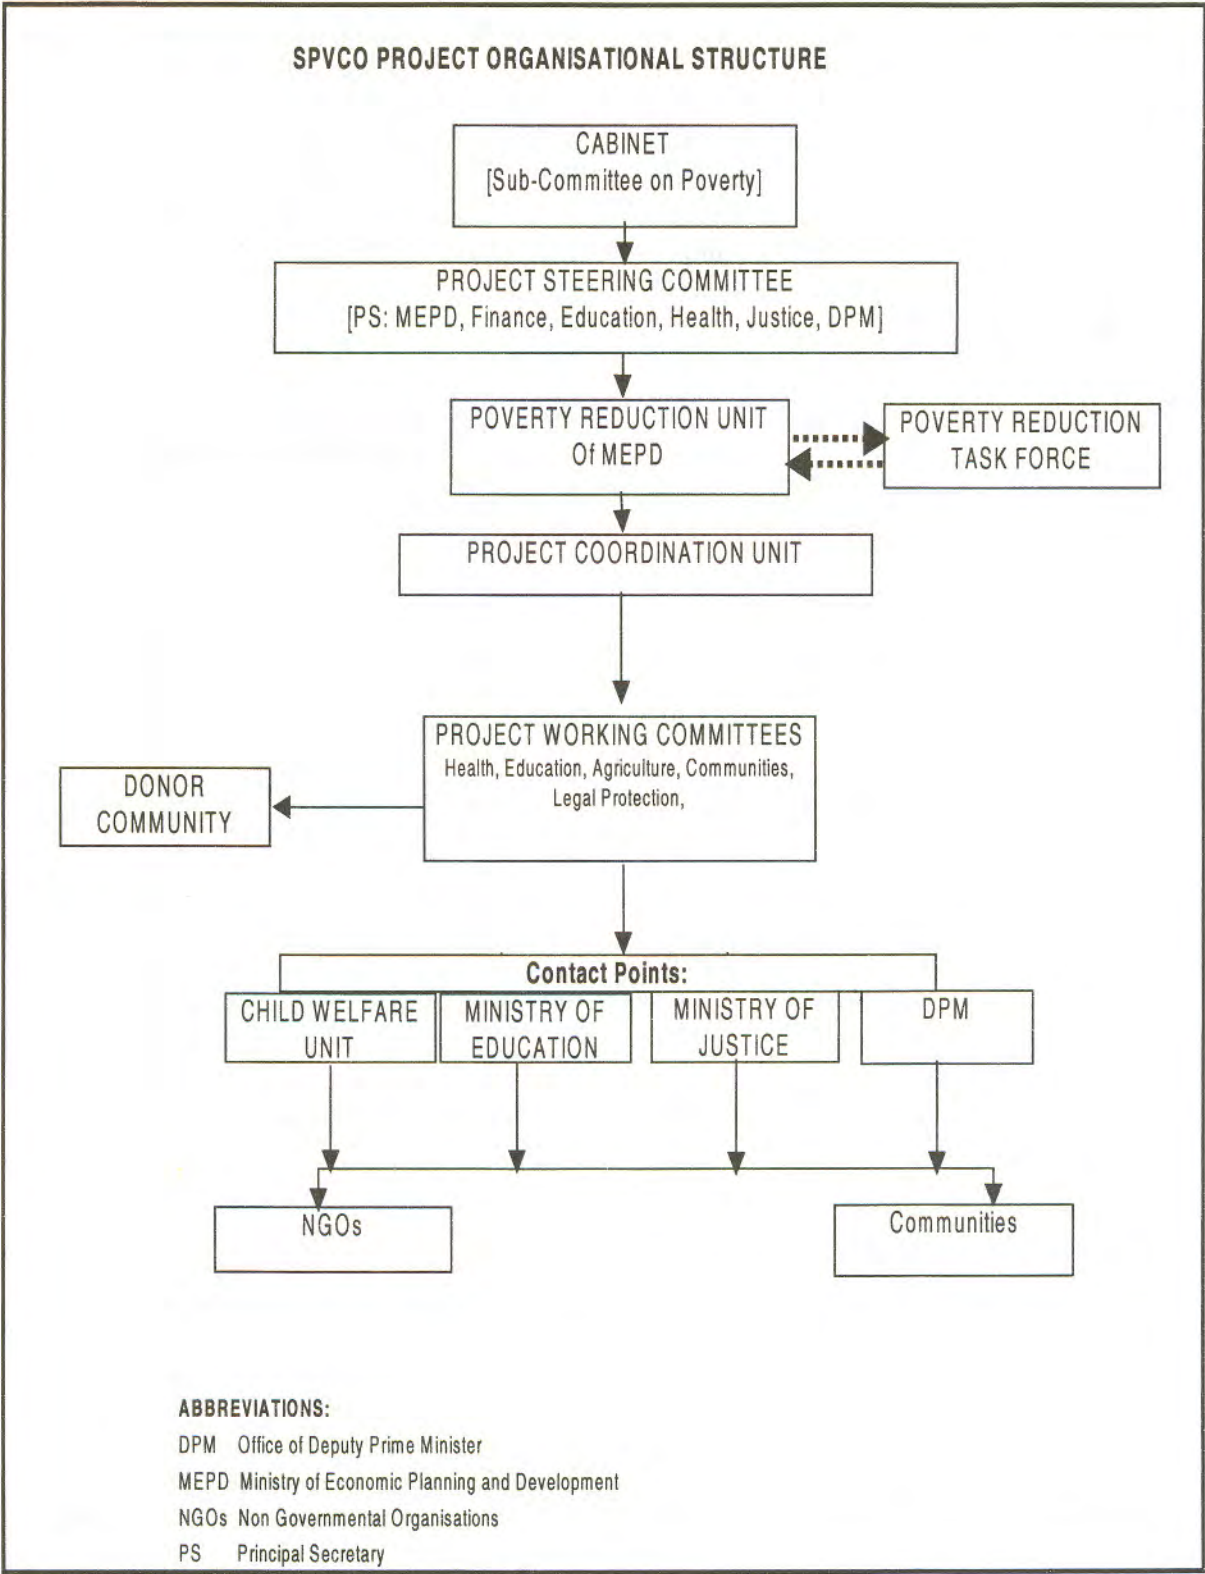 SPVCO PROJECT ORGANISATIONAL STRUCTURE
CABINET
[Sub-Committee on Poverty]
PROJECT STEERING COMMITTEE
[PS: MEPD, Finance, Education, Health, Justice, DPM]
POVERTY REDUCTION UNIT
Of MEPD
POVERTY REDUCTION
TASK FORCE
PROJECT COORDINATION UNIT
PROJECT WORKING COMMITTEES
Health, Education, Agriculture, Communities,
Legal Protection,
DONOR
COMMUNITY
Contact Points:
CHILD WELFARE
UNIT
MINISTRY OF
EDUCATION
MINISTRY OF
JUSTICE
DPM
NGOs
Communities
ABBREVIATIONS:
DPM Office of Deputy Prime Minister
MEPD Ministry of Economic Planning and Development
NGOs Non Governmental Organisations
PS Principal Secretary